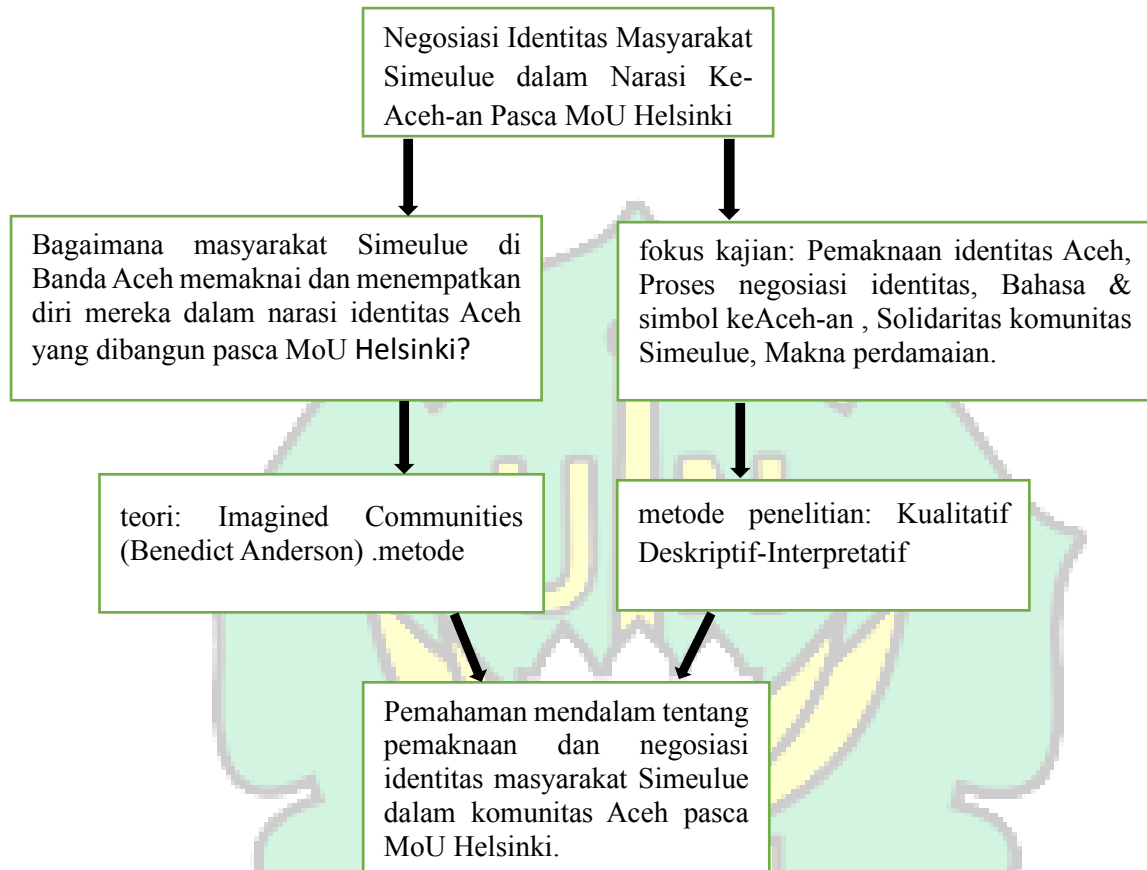 Negosiasi Identitas Masyarakat
Simeulue dalam Narasi Ke-
Aceh-an Pasca MoU Helsinki
Bagaimana masyarakat Simeulue di
Banda Aceh memaknai dan menempatkan
diri mereka dalam narasi identitas Aceh
yang dibangun pasca MoU Helsinki?
fokus kajian: Pemaknaan identitas Aceh,
Proses negosiasi identitas, Bahasa &
simbol keAceh-an , Solidaritas komunitas
Simeulue, Makna perdamaian.
teori: Imagined Communities
(Benedict Anderson) .metode
metode penelitian: Kualitatif
Deskriptif-Interpretatif
Pemahaman mendalam tentang
pemaknaan dan negosiasi
identitas masyarakat Simeulue
dalam komunitas Aceh pasca
MoU Helsinki.